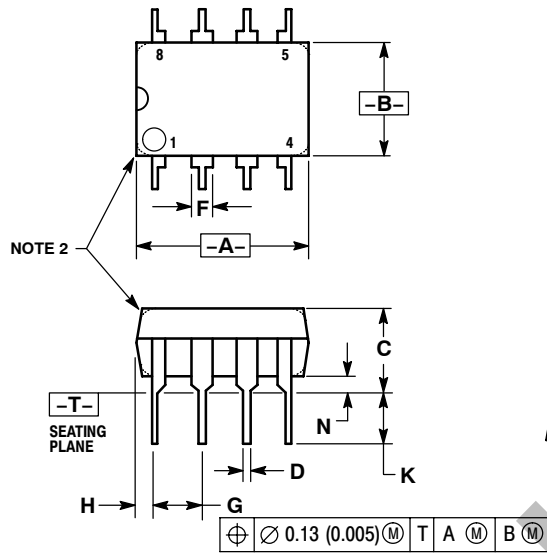 8 5
–B–
1 4
F
NOTE 2
–A–
C
–T–
N
SEATING
PLANE
D
K
H
G
⌖ ∅ 0.13 (0.005) Ⓜ T A Ⓜ B Ⓜ